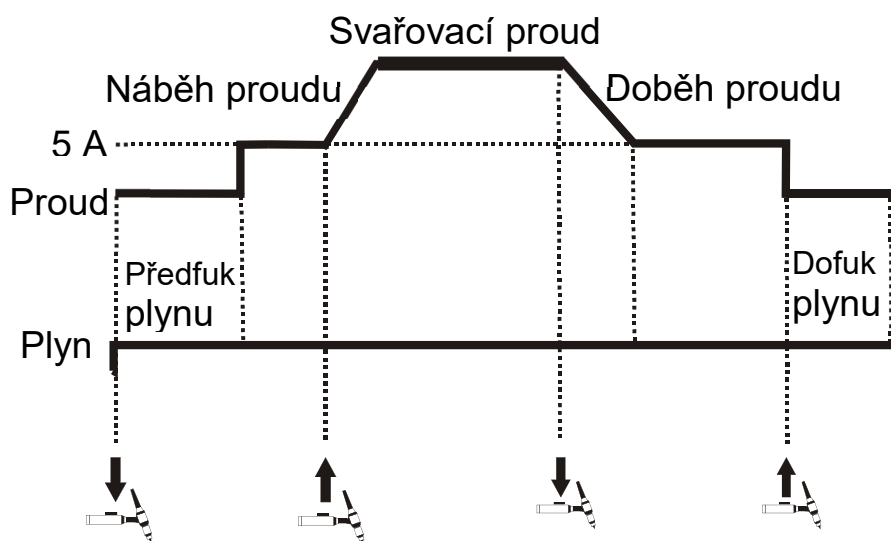 Svařovací proud
Náběh proudu
Doběh proudu
5 A
Proud
Předfuk
plynu
Dofuk
plynu
Plyn